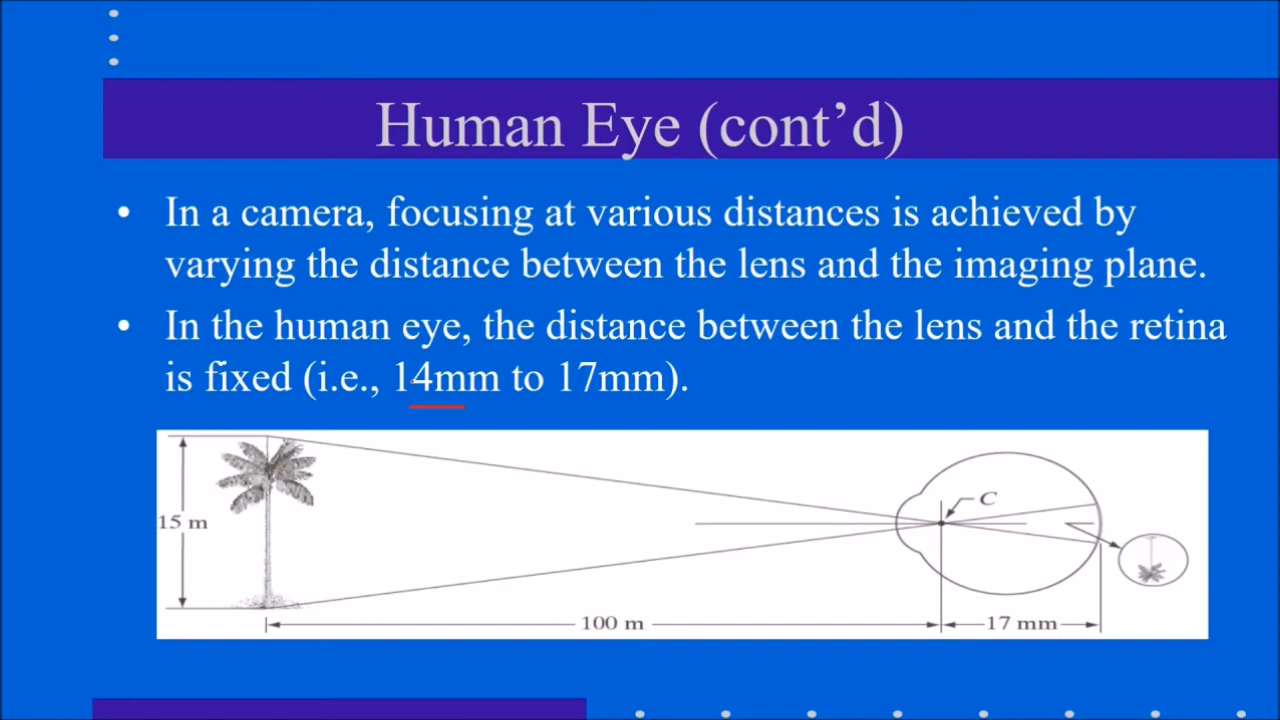 Human Eye (cont’d)
• In a camera, focusing at various distances is achieved by
varying the distance between the lens and the imaging plane.
• In the human eye, the distance between the lens and the retina
is fixed (i.e., 14mm to 17mm).
C
15 m
100 m
17 mm